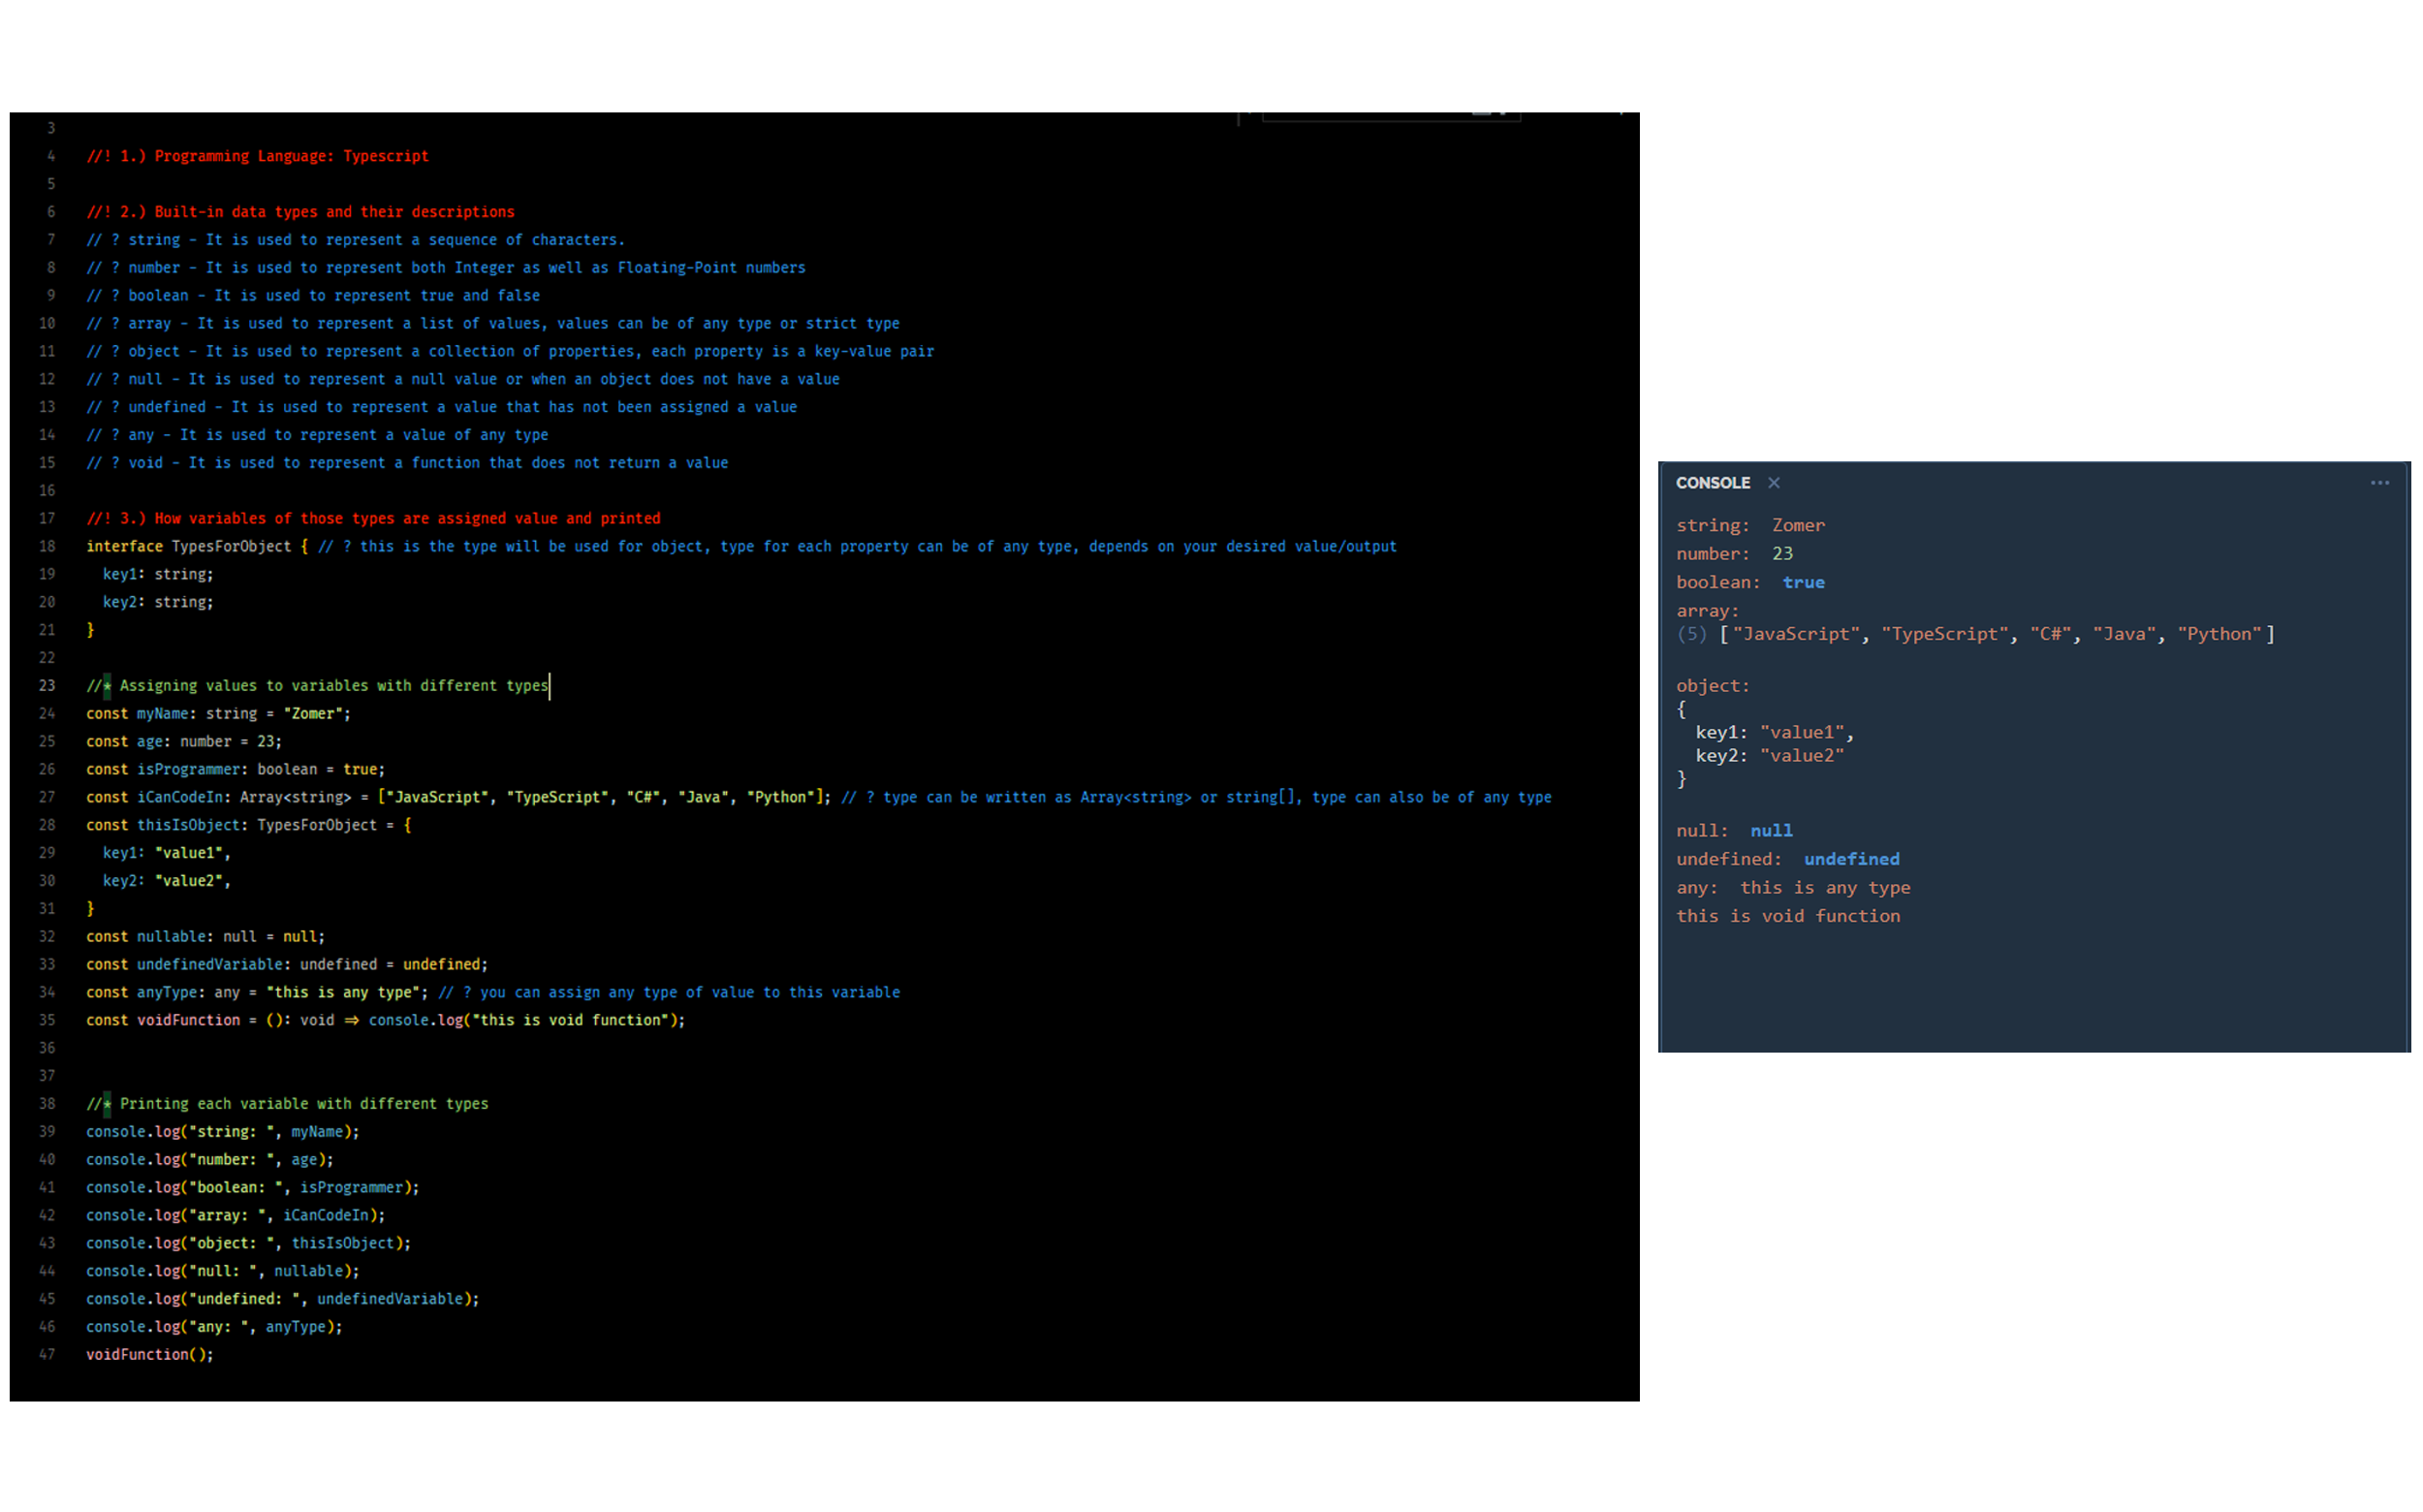 3
4 //! 1.) Programming Language: Typescript
5
6 //! 2.) Built-in data types and their descriptions
7 // ? string - It is used to represent a sequence of characters.
8 // ? number - It is used to represent both Integer as well as Floating-Point numbers
9 // ? boolean - It is used to represent true and false
10 // ? array - It is used to represent a list of values, values can be of any type or strict type
11 // ? object - It is used to represent a collection of properties, each property is a key-value pair
12 // ? null - It is used to represent a null value or when an object does not have a value
13 // ? undefined - It is used to represent a value that has not been assigned a value
14 // ? any - It is used to represent a value of any type
15 // ? void - It is used to represent a function that does not return a value
16
17 //! 3.) How variables of those types are assigned value and printed
18 interface TypesForObject { // ? this is the type will be used for object, type for each property can be of any type, depends on your desired value/output
19   key1: string;
20   key2: string;
21 }
22
23 //* Assigning values to variables with different types
24 const myName: string = "Zomer";
25 const age: number = 23;
26 const isProgrammer: boolean = true;
27 const iCanCodeIn: Array<string> = ["JavaScript", "TypeScript", "C#", "Java", "Python"]; // ? type can be written as Array<string> or string[], type can also be of any type
28 const thisIsObject: TypesForObject = {
29   key1: "value1",
30   key2: "value2",
31 }
32 const nullable: null = null;
33 const undefinedVariable: undefined = undefined;
34 const anyType: any = "this is any type"; // ? you can assign any type of value to this variable
35 const voidFunction = (): void ⇒ console.log("this is void function");
36
37
38 //* Printing each variable with different types
39 console.log("string: ", myName);
40 console.log("number: ", age);
41 console.log("boolean: ", isProgrammer);
42 console.log("array: ", iCanCodeIn);
43 console.log("object: ", thisIsObject);
44 console.log("null: ", nullable);
45 console.log("undefined: ", undefinedVariable);
46 console.log("any: ", anyType);
47 voidFunction();
CONSOLE ×
string: Zomer
number: 23
boolean: true
array:
(5) ["JavaScript", "TypeScript", "C#", "Java", "Python"]
object:
{
  key1: "value1",
  key2: "value2"
}
null: null
undefined: undefined
any: this is any type
this is void function